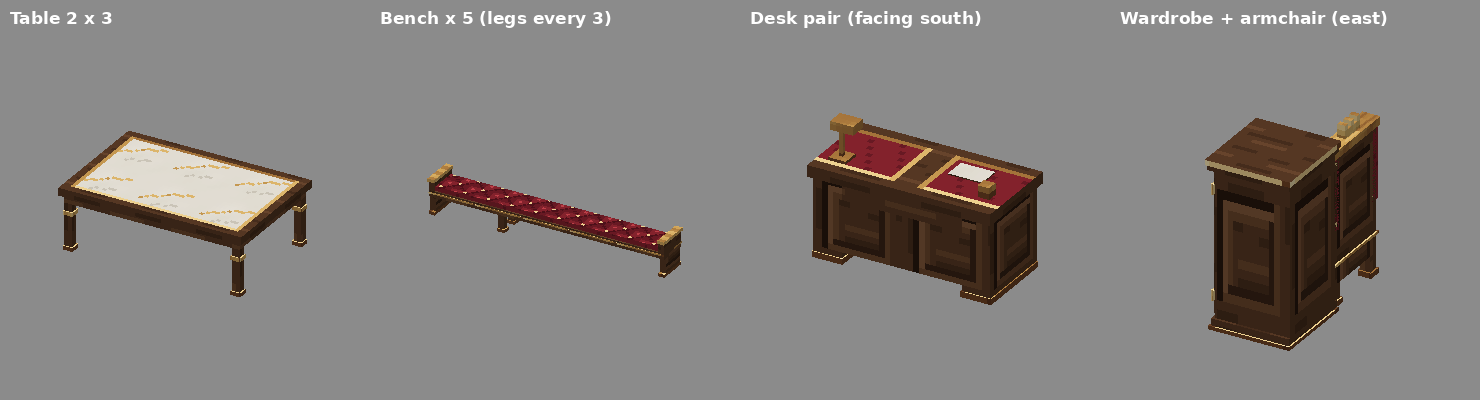 Table 2 x 3
Bench x 5 (legs every 3)
Desk pair (facing south)
Wardrobe + armchair (east)